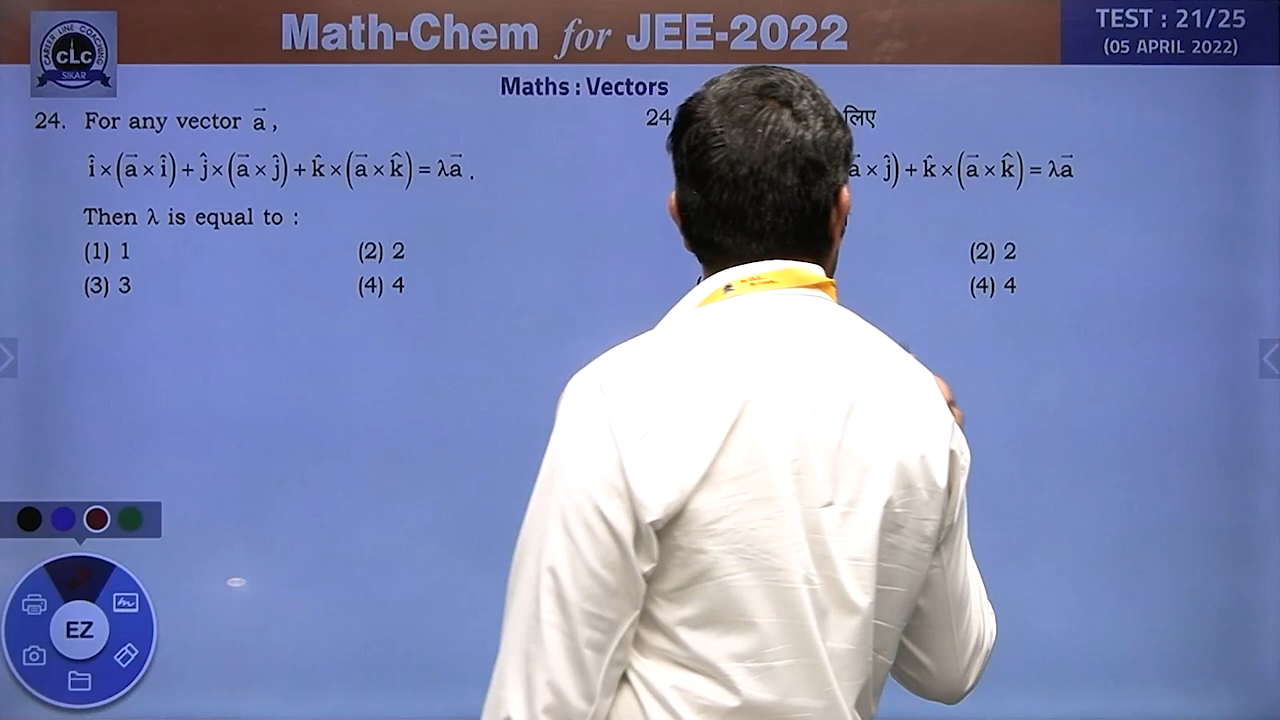 CAREER LINE COACHING
CLC
SIKAR
Math-Chem for JEE-2022
TEST : 21/25
(05 APRIL 2022)
Maths : Vectors
24. For any vector a⃗,
î×(a⃗×î)+ĵ×(a⃗×ĵ)+k̂×(a⃗×k̂)=λa⃗.
Then λ is equal to :
(1) 1 (2) 2
(3) 3 (4) 4
24 लिए
a⃗×ĵ)+k̂×(a⃗×k̂)=λa⃗
(2) 2
(4) 4
EZ